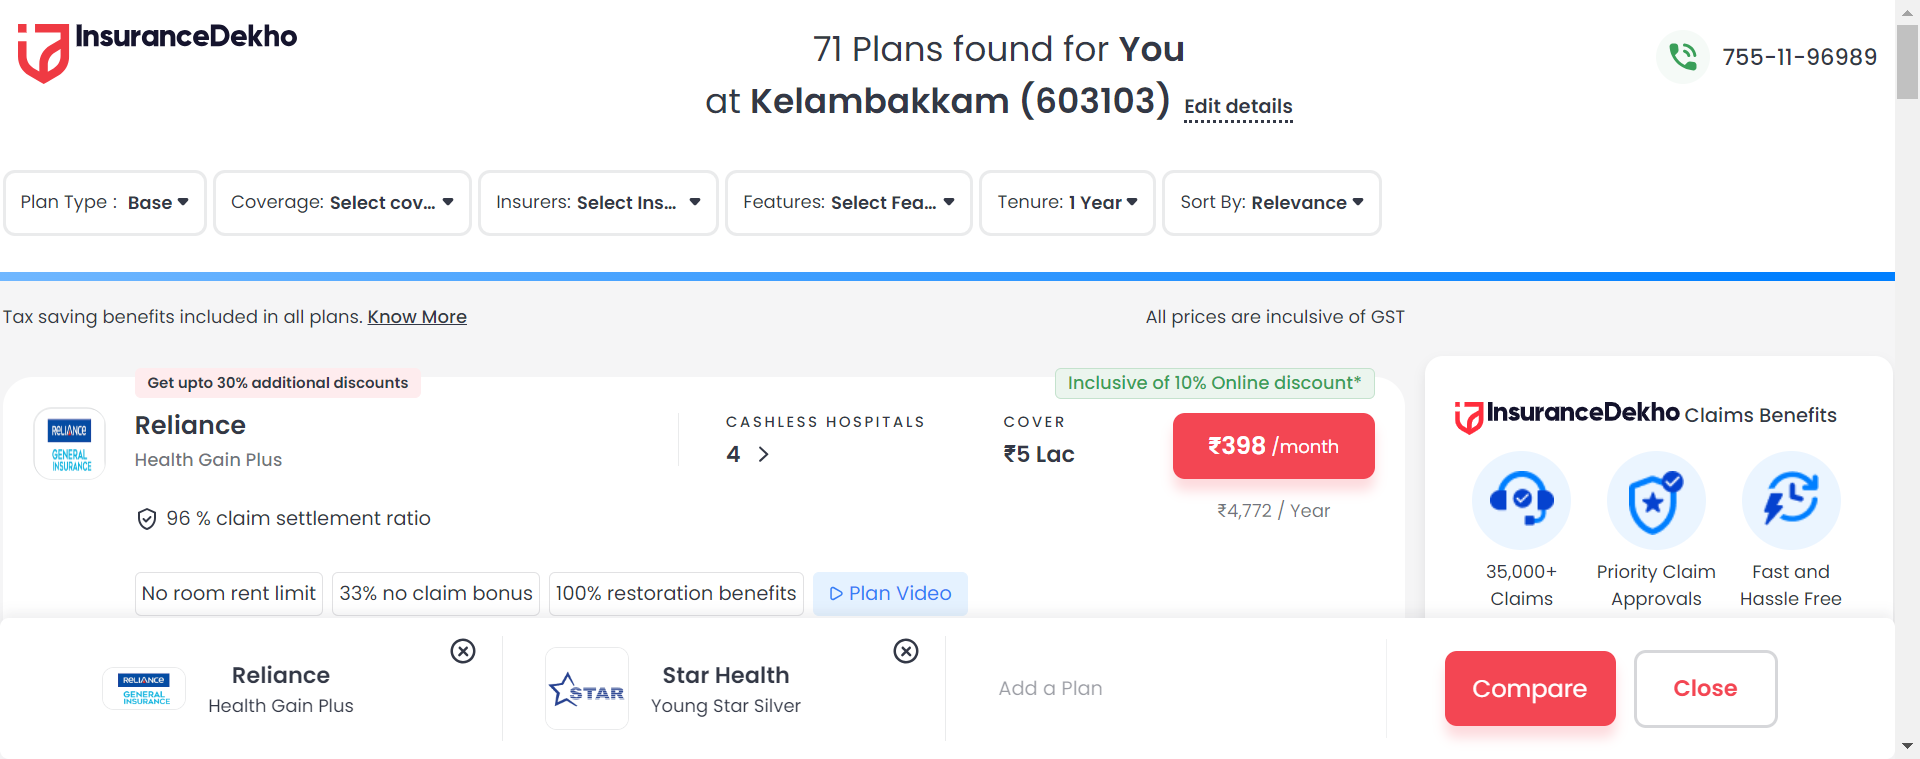 InsuranceDekho
71 Plans found for You
at Kelambakkam (603103) Edit details
755-11-96989
Plan Type : Base
Coverage: Select cov...
Insurers: Select Ins...
Features: Select Fea...
Tenure: 1 Year
Sort By: Relevance
Tax saving benefits included in all plans. Know More
All prices are inculsive of GST
Get upto 30% additional discounts
Inclusive of 10% Online discount*
RELIANCE
GENERAL
INSURANCE
Reliance
Health Gain Plus
CASHLESS HOSPITALS
4
COVER
₹5 Lac
₹398 /month
₹4,772 / Year
96 % claim settlement ratio
No room rent limit
33% no claim bonus
100% restoration benefits
Plan Video
InsuranceDekho Claims Benefits
35,000+
Claims
Priority Claim
Approvals
Fast and
Hassle Free
RELIANCE
GENERAL
INSURANCE
Reliance
Health Gain Plus
STAR
Star Health
Young Star Silver
Add a Plan
Compare
Close